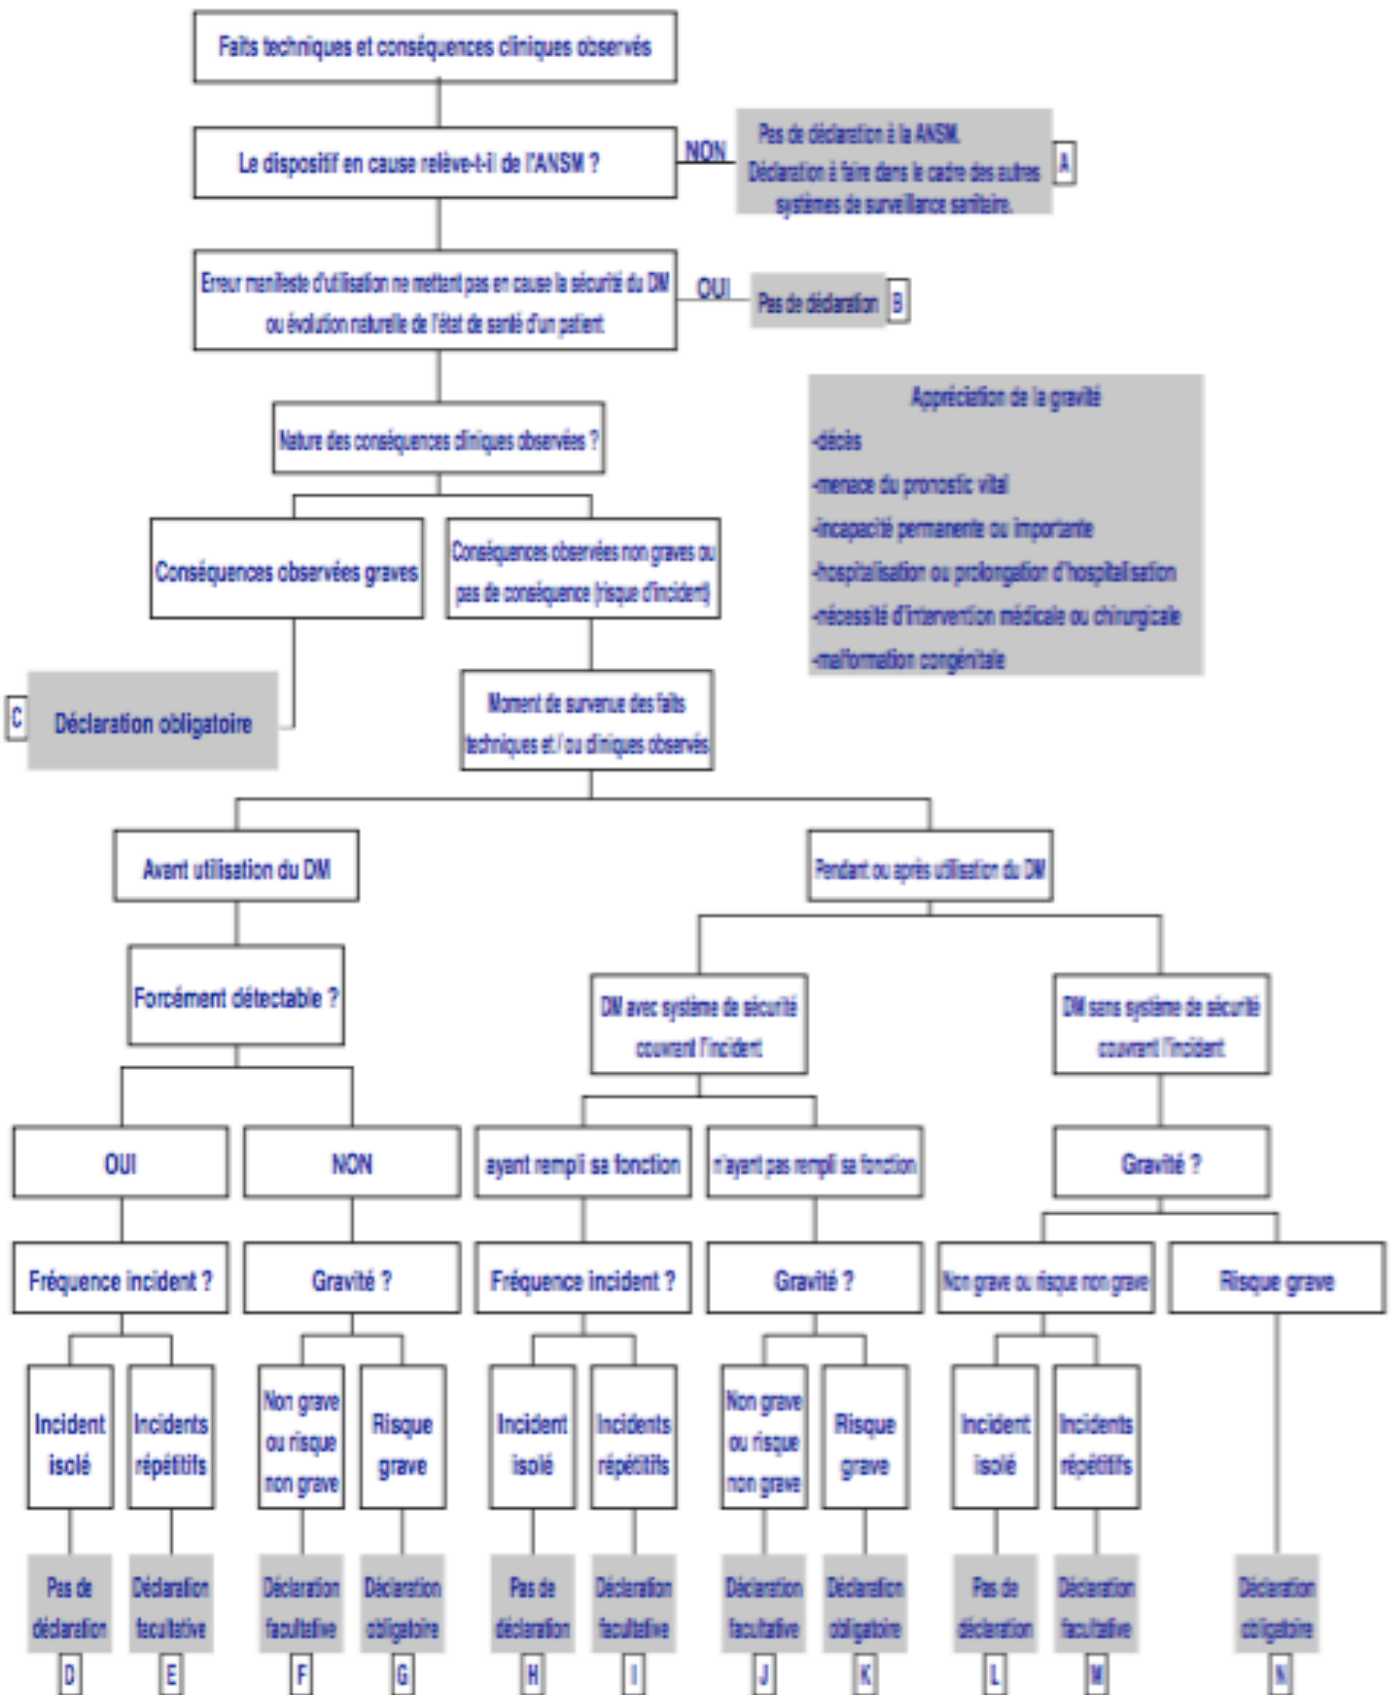 Faits techniques et conséquences cliniques observés
Le dispositif en cause relève-t-il de l'ANSM ?
NON
Pas de déclaration à la ANSM.
Déclaration à faire dans le cadre des autres
systèmes de surveillance sanitaire.
A
Erreur manifeste d'utilisation ne mettant pas en cause la sécurité du DM
ou évolution naturelle de l'état de santé d'un patient
OUI
Pas de déclaration
B
Nature des conséquences cliniques observées ?
Appréciation de la gravité
-décès
-menace du pronostic vital
-incapacité permanente ou importante
-hospitalisation ou prolongation d'hospitalisation
-nécessité d'intervention médicale ou chirurgicale
-malformation congénitale
Conséquences observées graves
Conséquences observées non graves ou
pas de conséquence (risque d'incident)
C
Déclaration obligatoire
Moment de survenue des faits
techniques et / ou cliniques observés
Avant utilisation du DM
Pendant ou après utilisation du DM
Forcément détectable ?
DM avec système de sécurité
couvrant l'incident
DM sans système de sécurité
couvrant l'incident
OUI
NON
ayant rempli sa fonction
n'ayant pas rempli sa fonction
Gravité ?
Fréquence incident ?
Gravité ?
Fréquence incident ?
Gravité ?
Non grave ou risque non grave
Risque grave
Incident
isolé
Incidents
répétitifs
Non grave
ou risque
non grave
Risque
grave
Incident
isolé
Incidents
répétitifs
Non grave
ou risque
non grave
Risque
grave
Incident
isolé
Incidents
répétitifs
Pas de
déclaration
Déclaration
facultative
Déclaration
facultative
Déclaration
obligatoire
Pas de
déclaration
Déclaration
facultative
Déclaration
facultative
Déclaration
obligatoire
Pas de
déclaration
Déclaration
facultative
Déclaration
obligatoire
D
E
F
G
H
I
J
K
L
M
N